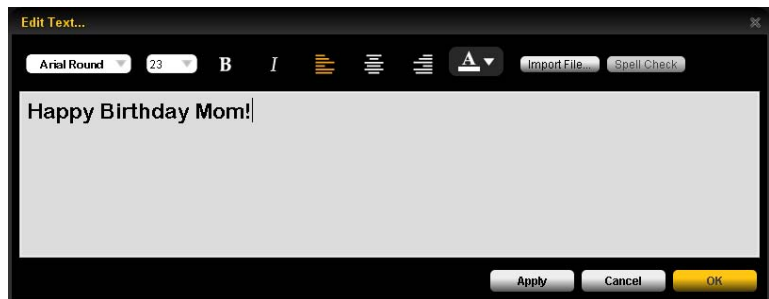 Edit Text...
Arial Round 23 B I A Import File... Spell Check
Happy Birthday Mom!
Apply Cancel OK